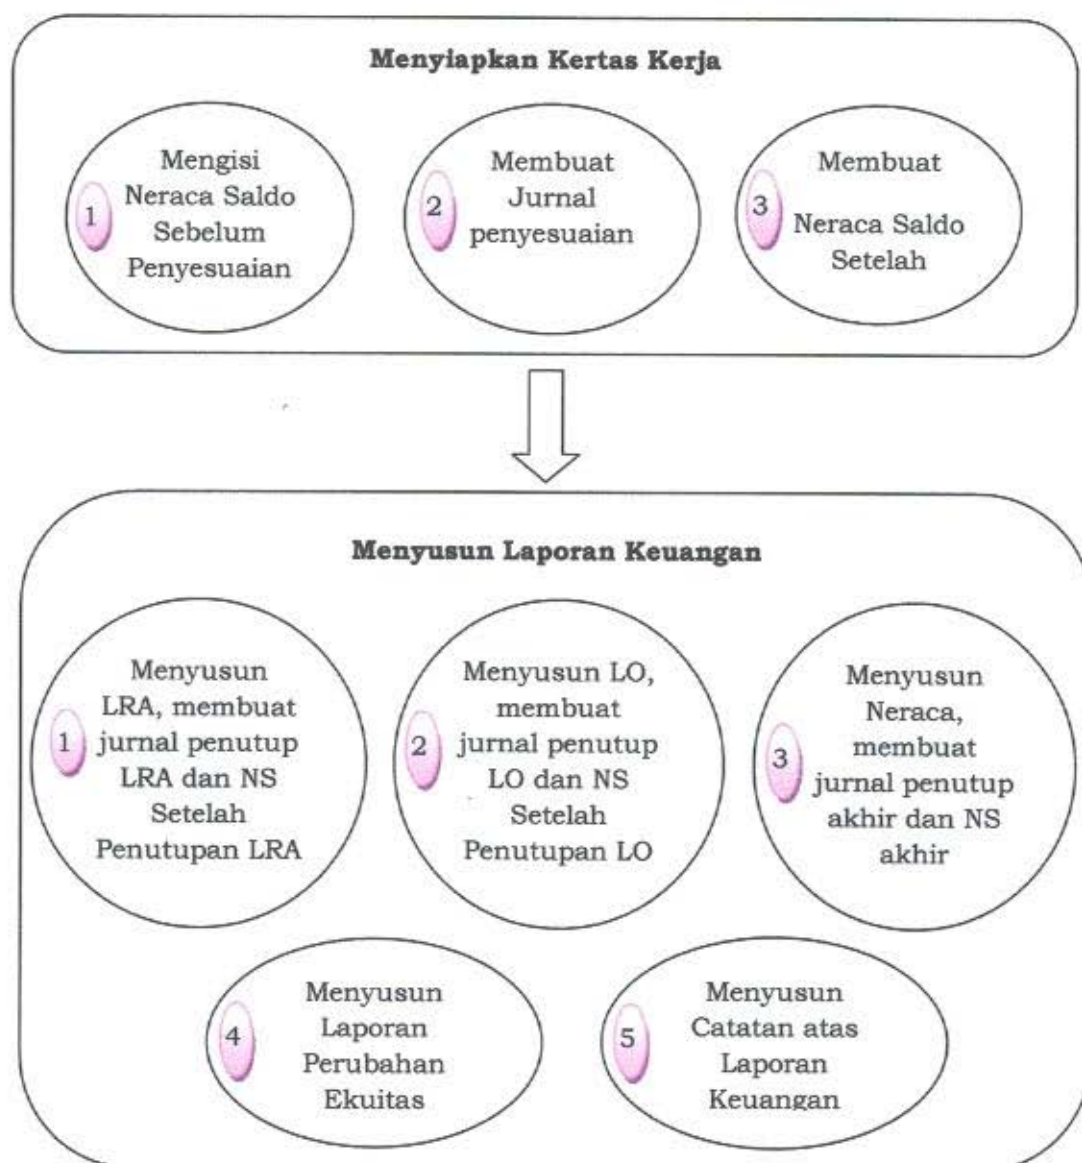 Menyiapkan Kertas Kerja
1
Mengisi
Neraca Saldo
Sebelum
Penyesuaian
2
Membuat
Jurnal
penyesuaian
3
Membuat
Neraca Saldo
Setelah
Menyusun Laporan Keuangan
1
Menyusun
LRA, membuat
jurnal penutup
LRA dan NS
Setelah
Penutupan LRA
2
Menyusun LO,
membuat
jurnal penutup
LO dan NS
Setelah
Penutupan LO
3
Menyusun
Neraca,
membuat
jurnal penutup
akhir dan NS
akhir
4
Menyusun
Laporan
Perubahan
Ekuitas
5
Menyusun
Catatan atas
Laporan
Keuangan